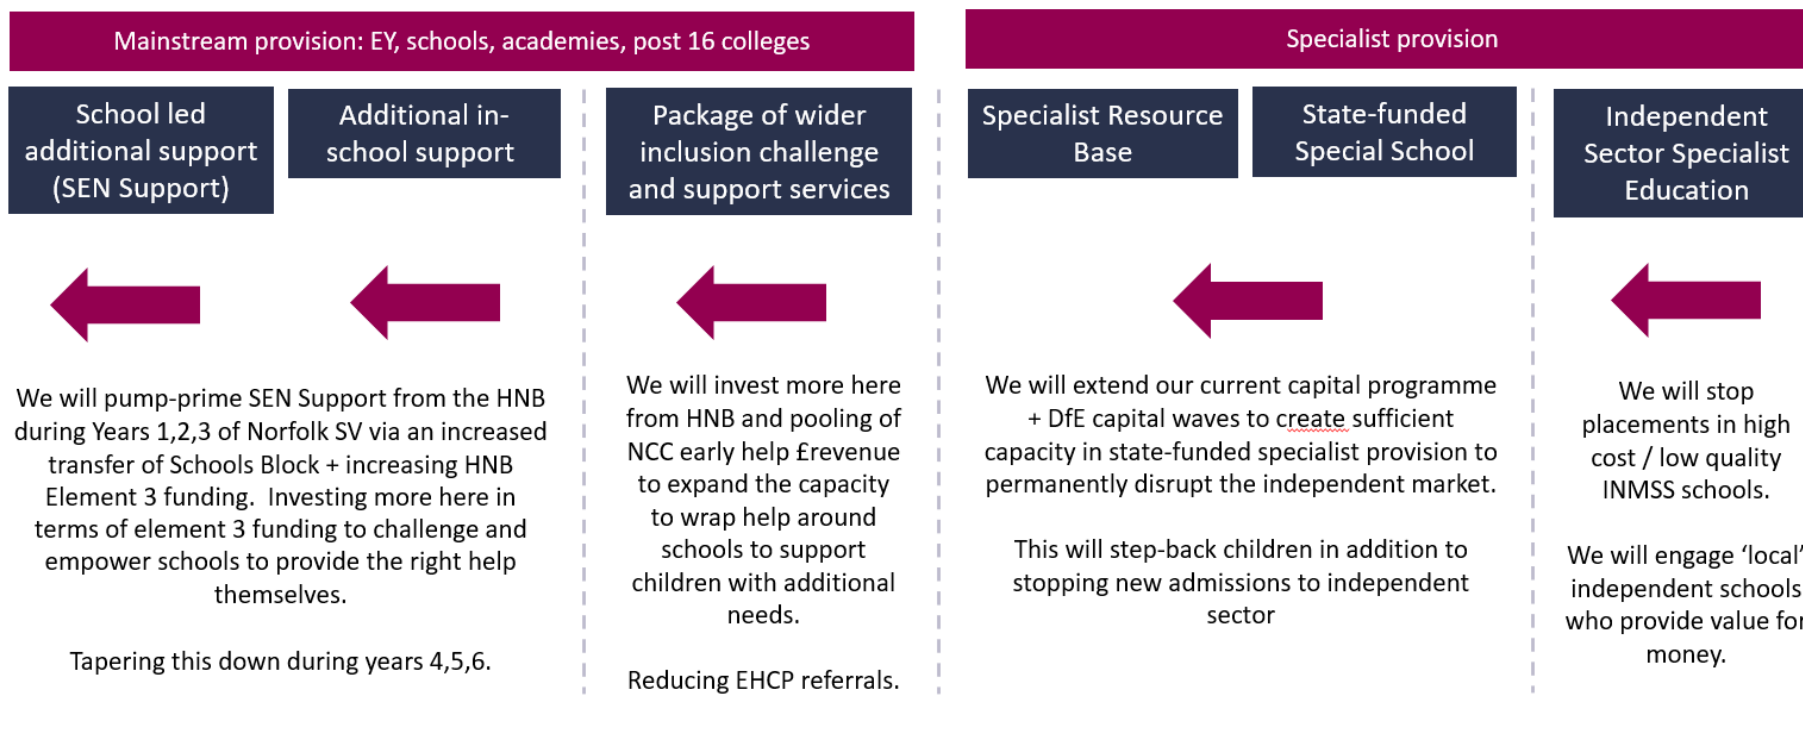 Mainstream provision: EY, schools, academies, post 16 colleges
Specialist provision
School led
additional support
(SEN Support)
Additional in-
school support
Package of wider
inclusion challenge
and support services
Specialist Resource
Base
State-funded
Special School
Independent
Sector Specialist
Education
We will pump-prime SEN Support from the HNB
during Years 1,2,3 of Norfolk SV via an increased
transfer of Schools Block + increasing HNB
Element 3 funding.  Investing more here in
terms of element 3 funding to challenge and
empower schools to provide the right help
themselves.
Tapering this down during years 4,5,6.
We will invest more here
from HNB and pooling of
NCC early help £revenue
to expand the capacity
to wrap help around
schools to support
children with additional
needs.
Reducing EHCP referrals.
We will extend our current capital programme
+ DfE capital waves to create sufficient
capacity in state-funded specialist provision to
permanently disrupt the independent market.
This will step-back children in addition to
stopping new admissions to independent
sector
We will stop
placements in high
cost / low quality
INMSS schools.
We will engage ‘local’
independent schools
who provide value for
money.